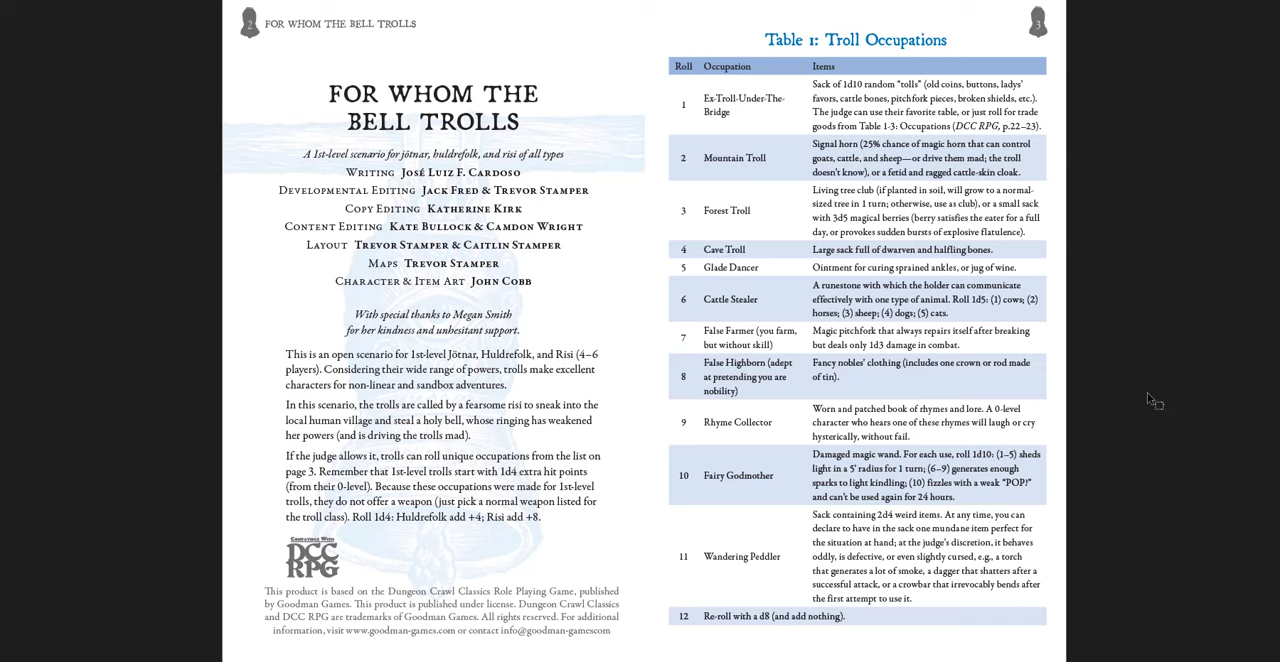 2 FOR WHOM THE BELL TROLLS
FOR WHOM THE
BELL TROLLS
A 1st-level scenario for jötnar, huldrefolk, and risi of all types
Writing José Luiz F. Cardoso
Developmental Editing Jack Fred & Trevor Stamper
Copy Editing Katherine Kirk
Content Editing Kate Bullock & Camdon Wright
Layout Trevor Stamper & Caitlin Stamper
Maps Trevor Stamper
Character & Item Art John Cobb
With special thanks to Megan Smith
for her kindness and unhesitant support.
This is an open scenario for 1st-level Jötnar, Huldrefolk, and Risi (4–6
players). Considering their wide range of powers, trolls make excellent
characters for non-linear and sandbox adventures.
In this scenario, the trolls are called by a fearsome risi to sneak into the
local human village and steal a holy bell, whose ringing has weakened
her powers (and is driving the trolls mad).
If the judge allows it, trolls can roll unique occupations from the list on
page 3. Remember that 1st-level trolls start with 1d4 extra hit points
(from their 0-level). Because these occupations were made for 1st-level
trolls, they do not offer a weapon (just pick a normal weapon listed for
the troll class). Roll 1d4: Huldrefolk add +4; Risi add +8.
Compatible With
DCC
RPG
This product is based on the Dungeon Crawl Classics Role Playing Game, published
by Goodman Games. This product is published under license. Dungeon Crawl Classics
and DCC RPG are trademarks of Goodman Games. All rights reserved. For additional
information, visit www.goodman-games.com or contact info@goodman-gamescom
3
Table 1: Troll Occupations
Roll Occupation Items
1 Ex-Troll-Under-The-
Bridge
Sack of 1d10 random “tolls” (old coins, buttons, ladys’
favors, cattle bones, pitchfork pieces, broken shields, etc.).
The judge can use their favorite table, or just roll for trade
goods from Table 1-3: Occupations (DCC RPG, p.22–23).
2 Mountain Troll
Signal horn (25% chance of magic horn that can control
goats, cattle, and sheep—or drive them mad; the troll
doesn’t know), or a fetid and ragged cattle-skin cloak.
3 Forest Troll
Living tree club (if planted in soil, will grow to a normal-
sized tree in 1 turn; otherwise, use as club), or a small sack
with 3d5 magical berries (berry satisfies the eater for a full
day, or provokes sudden bursts of explosive flatulence).
4 Cave Troll Large sack full of dwarven and halfling bones.
5 Glade Dancer Ointment for curing sprained ankles, or jug of wine.
6 Cattle Stealer
A runestone with which the holder can communicate
effectively with one type of animal. Roll 1d5: (1) cows; (2)
horses; (3) sheep; (4) dogs; (5) cats.
7 False Farmer (you farm,
but without skill)
Magic pitchfork that always repairs itself after breaking
but deals only 1d3 damage in combat.
8 False Highborn (adept
at pretending you are
nobility)
Fancy nobles’ clothing (includes one crown or rod made
of tin).
9 Rhyme Collector
Worn and patched book of rhymes and lore. A 0-level
character who hears one of these rhymes will laugh or cry
hysterically, without fail.
10 Fairy Godmother
Damaged magic wand. For each use, roll 1d10: (1–5) sheds
light in a 5’ radius for 1 turn; (6–9) generates enough
sparks to light kindling; (10) fizzles with a weak “POP!”
and can’t be used again for 24 hours.
11 Wandering Peddler
Sack containing 2d4 weird items. At any time, you can
declare to have in the sack one mundane item perfect for
the situation at hand; at the judge’s discretion, it behaves
oddly, is defective, or even slightly cursed, e.g., a torch
that generates a lot of smoke, a dagger that shatters after a
successful attack, or a crowbar that irrevocably bends after
the first attempt to use it.
12 Re-roll with a d8 (and add nothing).